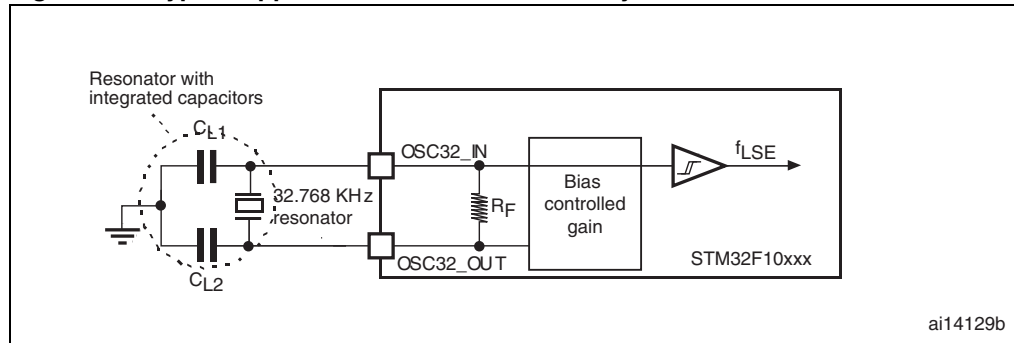 Resonator with
integrated capacitors
CL1
32.768 KHz
resonator
CL2
OSC32_IN
RF
OSC32_OUT
Bias
controlled
gain
fLSE
STM32F10xxx
ai14129b